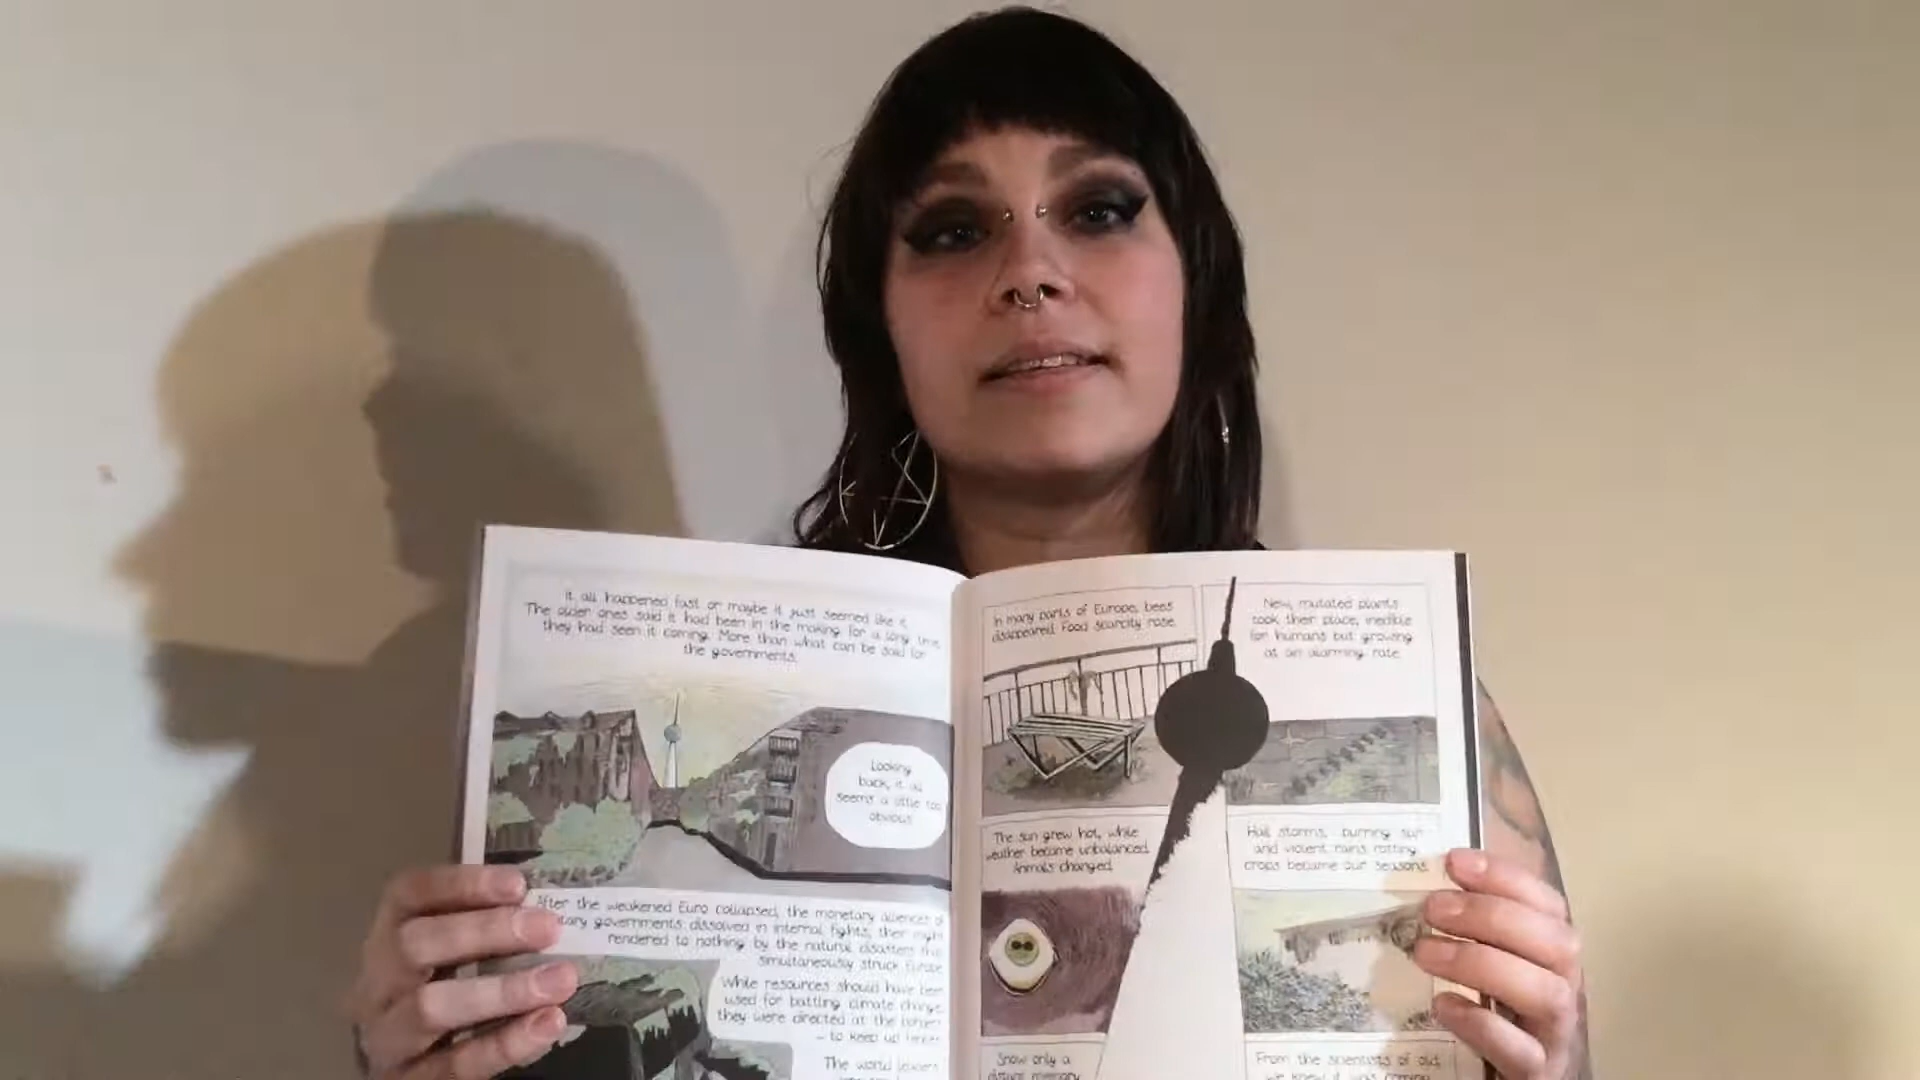 It all happened fast or maybe it just seemed like it.
The older ones said it had been in the making for a long time,
they had seen it coming. More than what can be said for
the governments.
Looking
back, it all
seems a little too
obvious
After the weakened Euro collapsed, the monetary alliances of
governments dissolved in internal fights, their might
rendered to nothing by the natural disasters that
simultaneously struck Europe
While resources should have been
used for battling climate change,
they were directed at the borders
– to keep up fences
The world leaders
In many parts of Europe, bees
disappeared. Food scarcity rose.
New, mutated plants
took their place, inedible
for humans but growing
at an alarming rate.
The sun grew hot, while
weather became unbalanced.
Animals changed.
Hail storms, burning sun
and violent rains rotting
crops became our seasons.
Snow only a
distant memory
From the scientists of old,
we knew it was coming